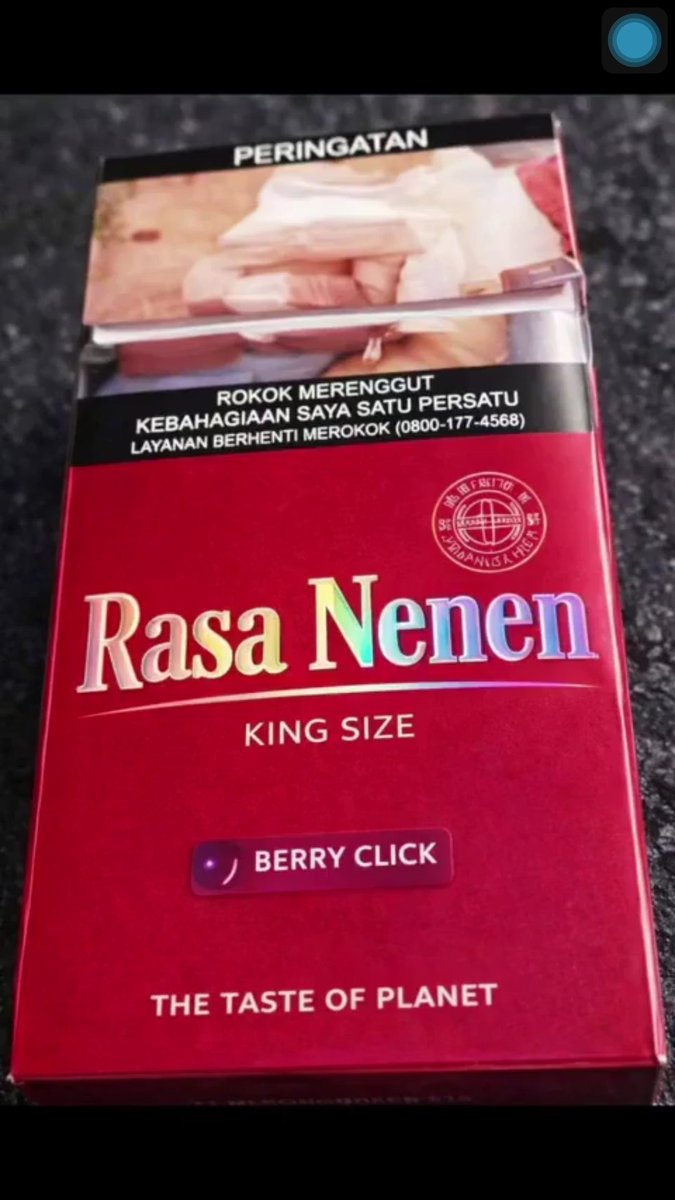 PERINGATAN
ROKOK MERENGGUT
KEBAHAGIAAN SAYA SATU PERSATU
LAYANAN BERHENTI MEROKOK (0800-177-4568)
Rasa Nenen
KING SIZE
BERRY CLICK
THE TASTE OF PLANET